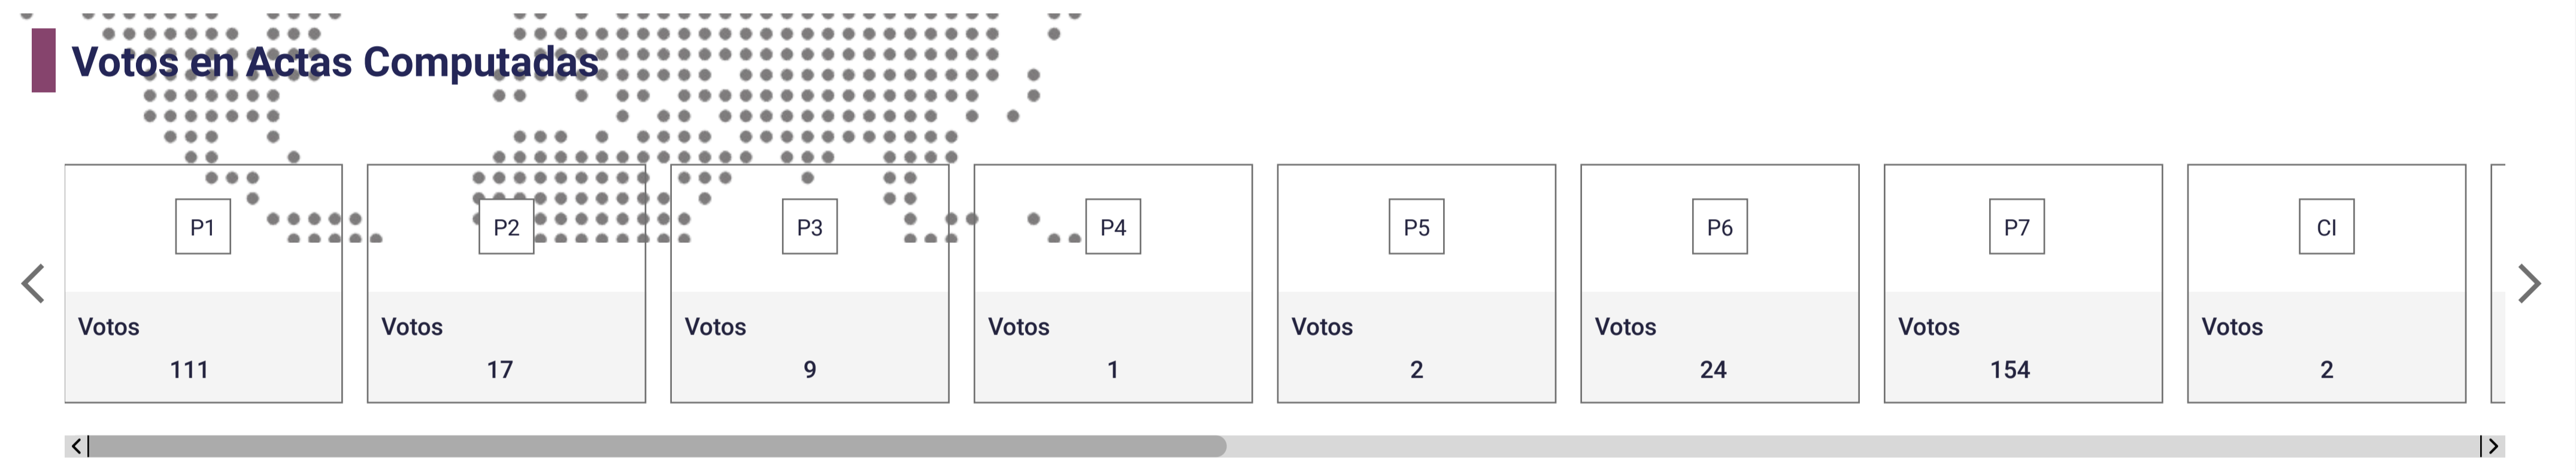 Votos en Actas Computadas
P1 P2 P3 P4 P5 P6 P7 CI
Votos Votos Votos Votos Votos Votos Votos Votos
111 17 9 1 2 24 154 2